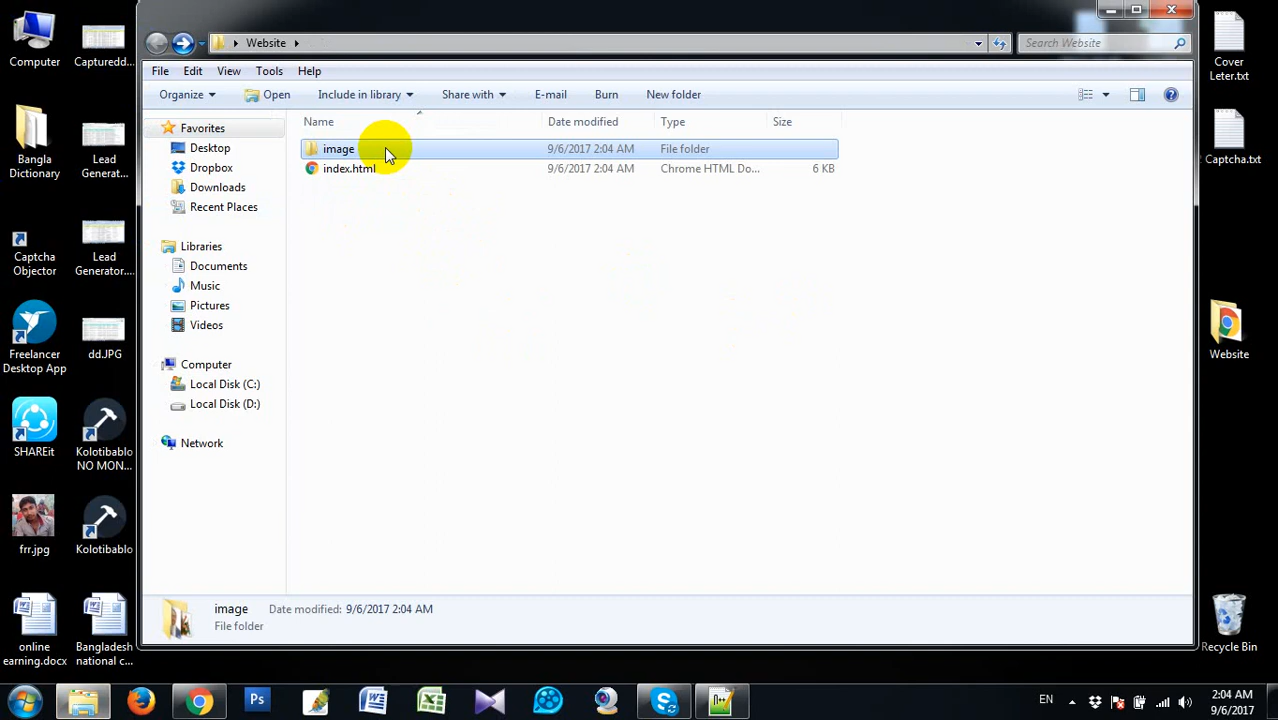 Computer
Capturedd...
Bangla
Dictionary
Lead
Generat...
Captcha
Objector
Lead
Generator....
Freelancer
Desktop App
dd.JPG
SHAREit
Kolotibablo
NO MON...
frr.jpg
Kolotibablo
online
earning.docx
Bangladesh
national c...
Website
Search Website
File Edit View Tools Help
Organize Open Include in library Share with E-mail Burn New folder
Favorites
Desktop
Dropbox
Downloads
Recent Places
Libraries
Documents
Music
Pictures
Videos
Computer
Local Disk (C:)
Local Disk (D:)
Network
Name Date modified Type Size
image 9/6/2017 2:04 AM File folder
index.html 9/6/2017 2:04 AM Chrome HTML Do... 6 KB
image Date modified: 9/6/2017 2:04 AM
File folder
Cover
Leter.txt
Captcha.txt
Website
Recycle Bin
Ps
EN
2:04 AM
9/6/2017